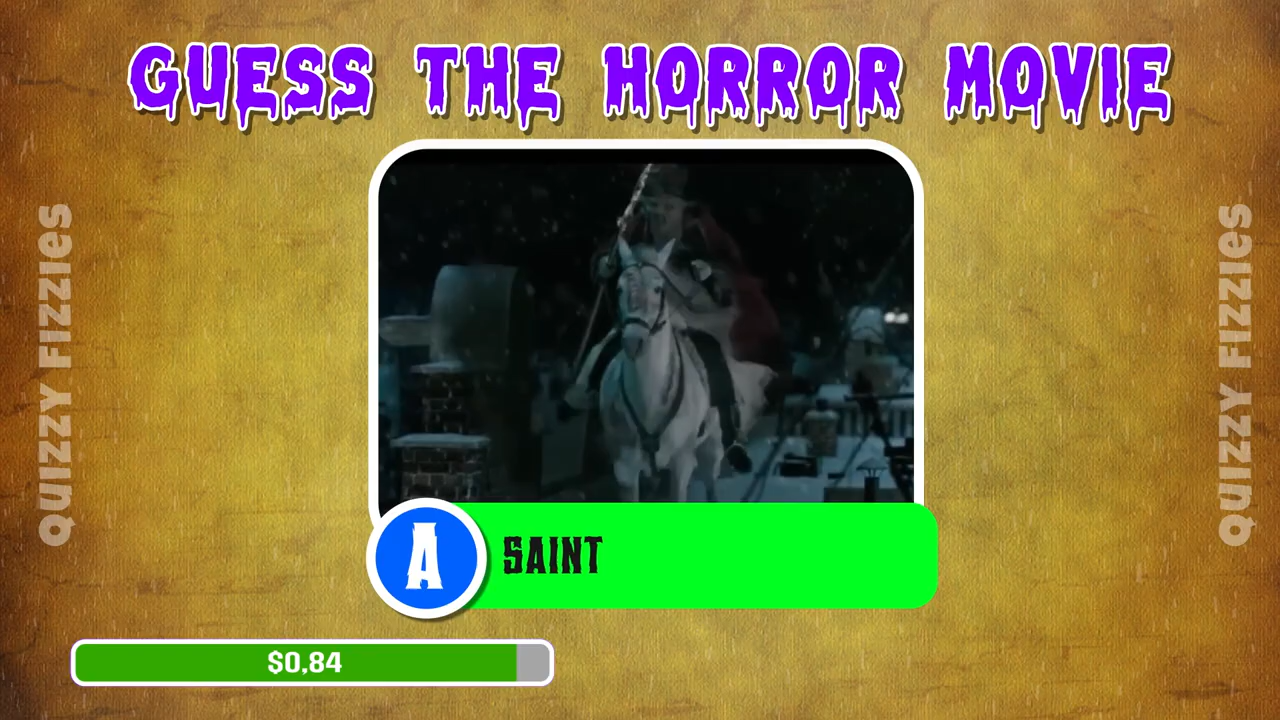 GUESS THE HORROR MOVIE
QUIZZY FIZZIES
QUIZZY FIZZIES
A
SAINT
$0,84